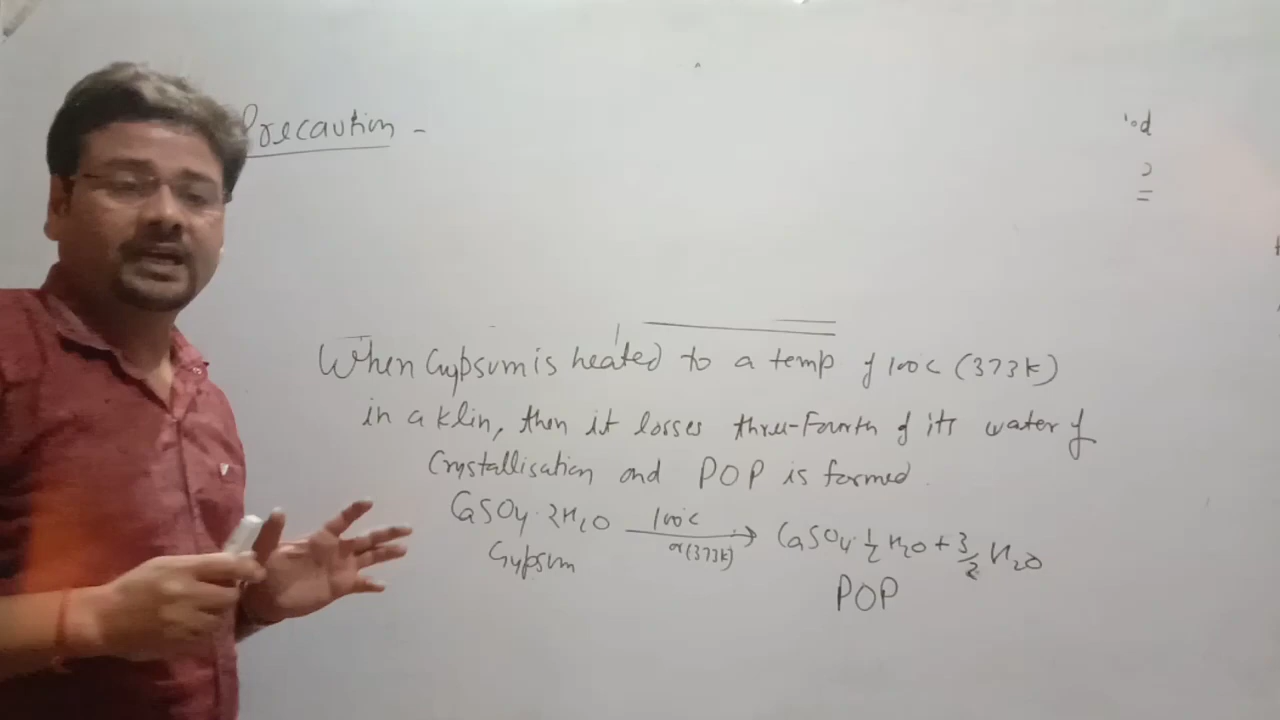 Precaution -
When Gypsum is heated to a temp of 100c (373k)
in a klin, then it losses three-Fourth of its water of
Crystallisation and POP is formed.
CaSO4·2H2O 100c or (373k) → CaSO4·1/2 H2O + 3/2 H2O
Gypsum
POP